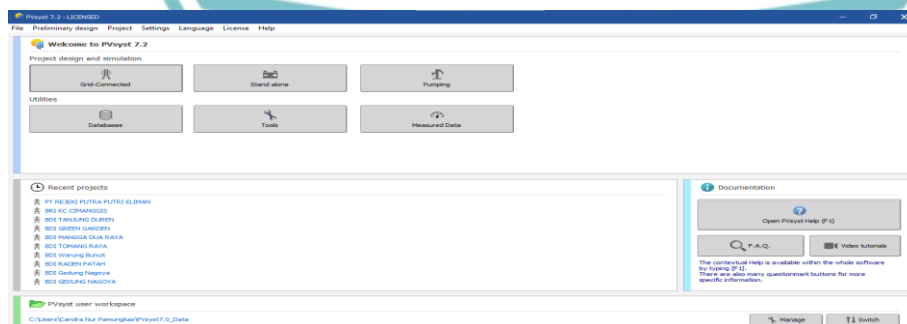 PVsyst 7.2 - LICENSED
File Preliminary design Project Settings Language License Help
Welcome to PVsyst 7.2
Project design and simulation
Grid-Connected Stand alone Pumping
Utilities
Databases Tools Measured Data
Recent projects
PT REJEKI PUTRA PUTRI ELIMAN
BRI KC CIMANGGIS
BDI TANJUNG DUREN
BDI GREEN GARDEN
BDI MANGGA DUA RAYA
BDI TOMANG RAYA
BDI Warung Buncit
BDI RADEN PATAH
BDI Gedung Nagoya
BDI GEDUNG NAGOYA
Documentation
Open PVsyst Help (F1)
F.A.Q. Video tutorials
The contextual Help is available within the whole software
by typing [F1].
There are also many questionmark buttons for more
specific information.
PVsyst user workspace
C:\Users\Candra Nur Pamungkas\PVsyst7.0_Data Manage Switch